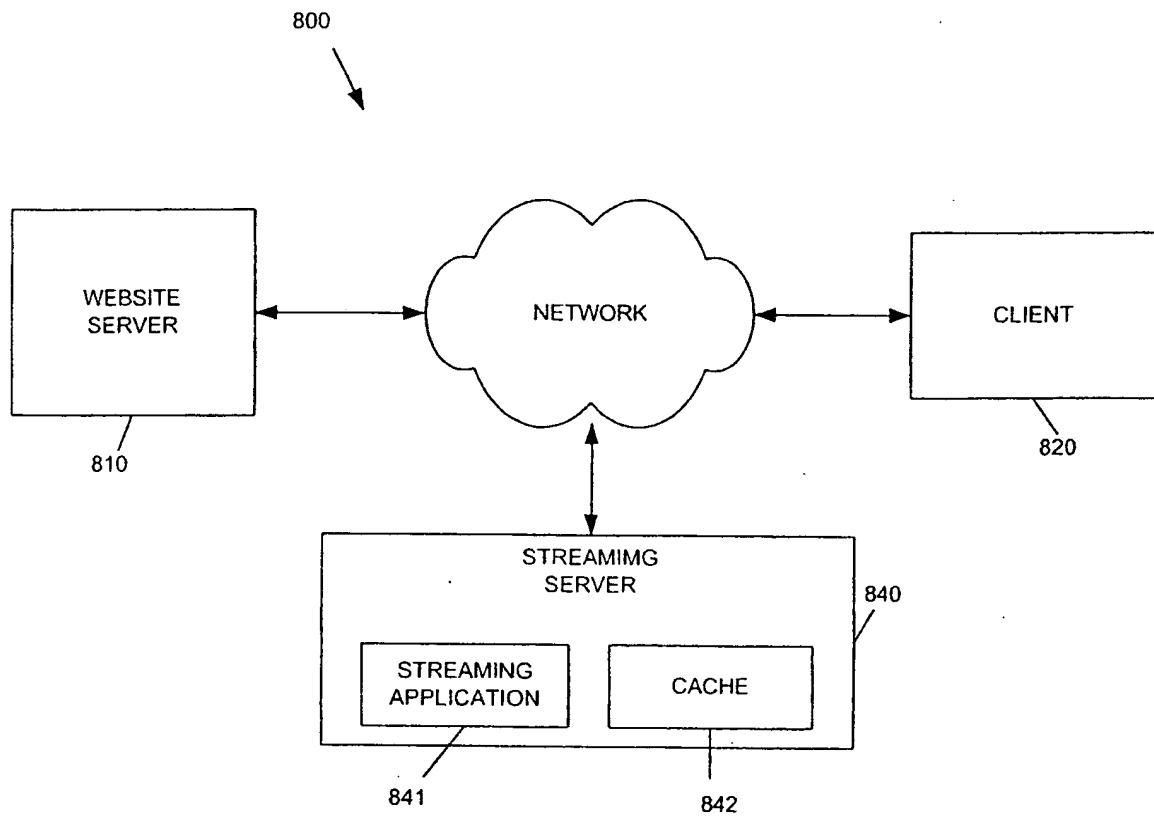 800
WEBSITE
SERVER
NETWORK
CLIENT
810
820
STREAMIMG
SERVER
840
STREAMING
APPLICATION
CACHE
841
842